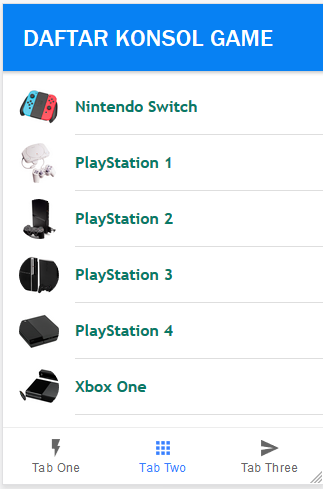 DAFTAR KONSOL GAME
Nintendo Switch
PlayStation 1
PlayStation 2
PlayStation 3
PlayStation 4
Xbox One
Tab One
Tab Two
Tab Three